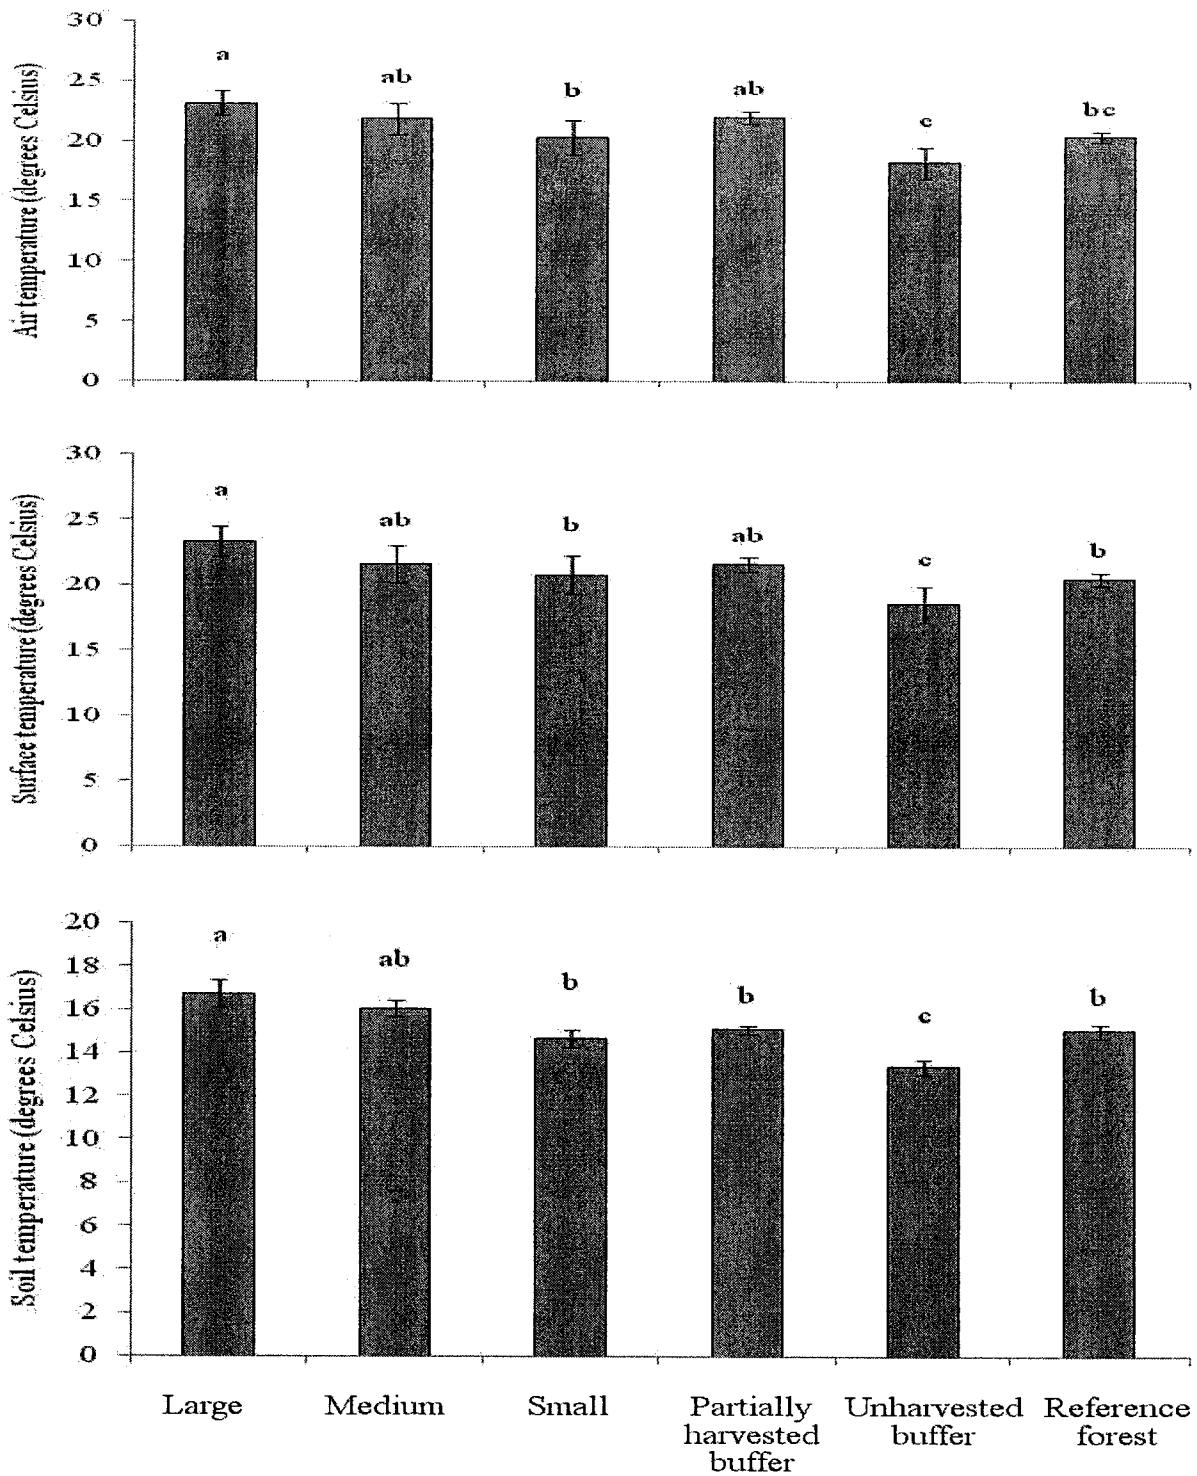 Air temperature (degrees Celsius)
30
25
20
15
10
5
0
a
ab
b
ab
c
bc
Surface temperature (degrees Celsius)
30
25
20
15
10
5
0
a
ab
b
ab
c
b
Soil temperature (degrees Celsius)
20
18
16
14
12
10
8
6
4
2
0
a
ab
b
b
c
b
Large
Medium
Small
Partially
harvested
buffer
Unharvested
buffer
Reference
forest